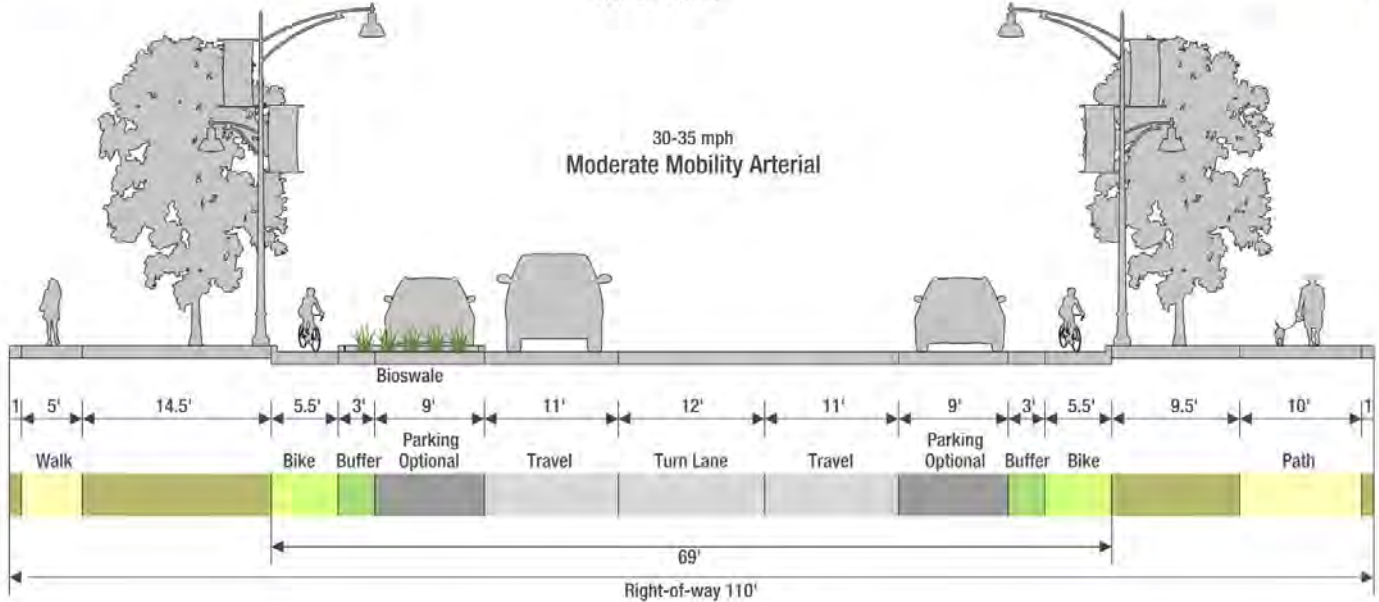 30-35 mph
Moderate Mobility Arterial
Bioswale
1 5' 14.5' 5.5' 3' 9' 11' 12' 11' 9' 3' 5.5' 9.5' 10' 1
Parking Parking
Walk Bike Buffer Optional Travel Turn Lane Travel Optional Buffer Bike Path
69'
Right-of-way 110'